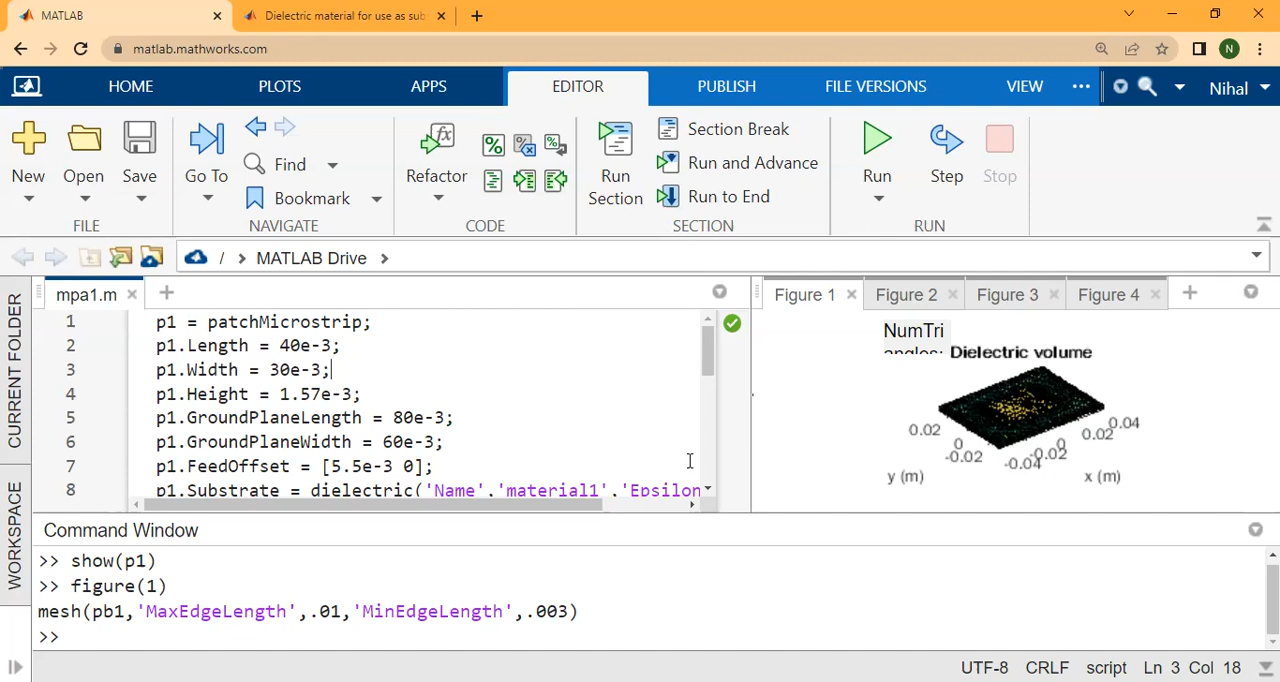 MATLAB
Dielectric material for use as sub
matlab.mathworks.com
N
HOME
PLOTS
APPS
EDITOR
PUBLISH
FILE VERSIONS
VIEW
Nihal
New
Open
Save
FILE
Go To
Find
Bookmark
NAVIGATE
Refactor
CODE
Run Section
Section Break
Run and Advance
Run to End
SECTION
Run
Step
Stop
RUN
/ MATLAB Drive
CURRENT FOLDER
WORKSPACE
mpa1.m
1 p1 = patchMicrostrip;
2 p1.Length = 40e-3;
3 p1.Width = 30e-3;
4 p1.Height = 1.57e-3;
5 p1.GroundPlaneLength = 80e-3;
6 p1.GroundPlaneWidth = 60e-3;
7 p1.FeedOffset = [5.5e-3 0];
8 p1.Substrate = dielectric('Name','material1','Epsilon
Figure 1
Figure 2
Figure 3
Figure 4
NumTri
angles:
Dielectric volume
0.02
0
-0.02
y (m)
-0.04
-0.02
0
0.02
0.04
x (m)
Command Window
>> show(p1)
>> figure(1)
mesh(pb1,'MaxEdgeLength',.01,'MinEdgeLength',.003)
>>
UTF-8 CRLF script Ln 3 Col 18